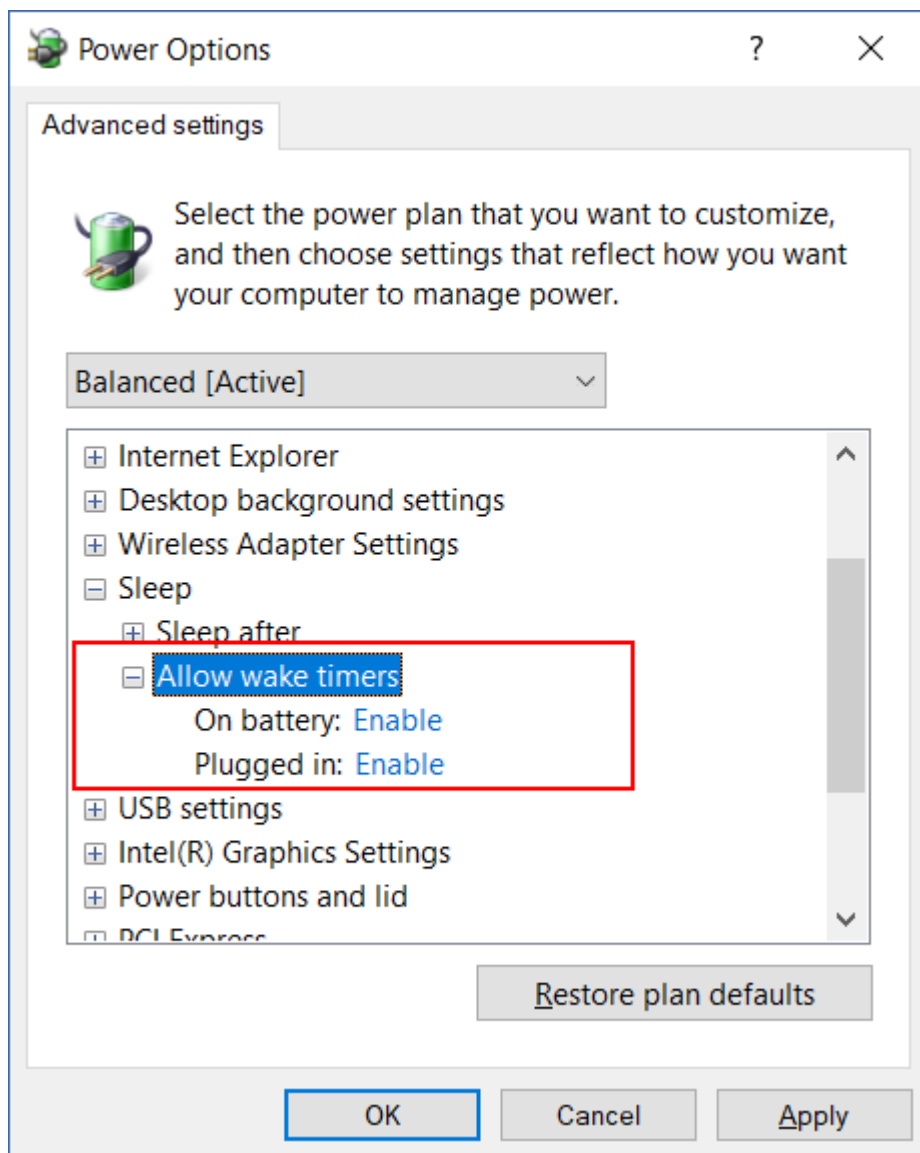 Power Options
?
Advanced settings
Select the power plan that you want to customize,
and then choose settings that reflect how you want
your computer to manage power.
Balanced [Active]
Internet Explorer
Desktop background settings
Wireless Adapter Settings
Sleep
Sleep after
Allow wake timers
On battery: Enable
Plugged in: Enable
USB settings
Intel(R) Graphics Settings
Power buttons and lid
PCI Express
Restore plan defaults
OK Cancel Apply